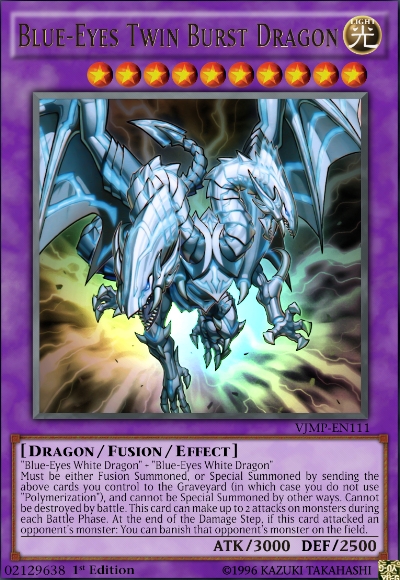 BLUE-EYES TWIN BURST DRAGON
LIGHT
光
VJMP-EN111
[DRAGON / FUSION / EFFECT]
"Blue-Eyes White Dragon" - "Blue-Eyes White Dragon"
Must be either Fusion Summoned, or Special Summoned by sending the
above cards you control to the Graveyard (in which case you do not use
"Polymerization"), and cannot be Special Summoned by other ways. Cannot
be destroyed by battle. This card can make up to 2 attacks on monsters during
each Battle Phase. At the end of the Damage Step, if this card attacked an
opponent's monster: You can banish that opponent's monster on the field.
ATK/3000 DEF/2500
02129638 1st Edition ©1996 KAZUKI TAKAHASHI